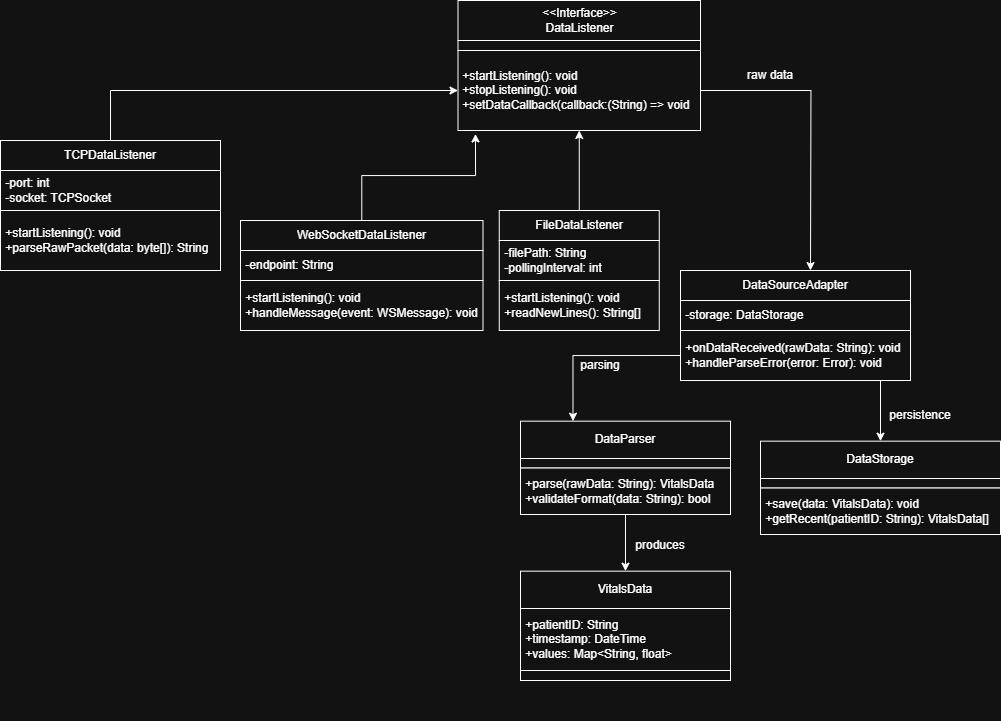 <<Interface>>
DataListener
+startListening(): void
+stopListening(): void
+setDataCallback(callback:(String) => void
raw data
TCPDataListener
-port: int
-socket: TCPSocket
+startListening(): void
+parseRawPacket(data: byte[]): String
WebSocketDataListener
-endpoint: String
+startListening(): void
+handleMessage(event: WSMessage): void
FileDataListener
-filePath: String
-pollingInterval: int
+startListening(): void
+readNewLines(): String[]
DataSourceAdapter
-storage: DataStorage
+onDataReceived(rawData: String): void
+handleParseError(error: Error): void
parsing
persistence
DataParser
+parse(rawData: String): VitalsData
+validateFormat(data: String): bool
DataStorage
+save(data: VitalsData): void
+getRecent(patientID: String): VitalsData[]
produces
VitalsData
+patientID: String
+timestamp: DateTime
+values: Map<String, float>